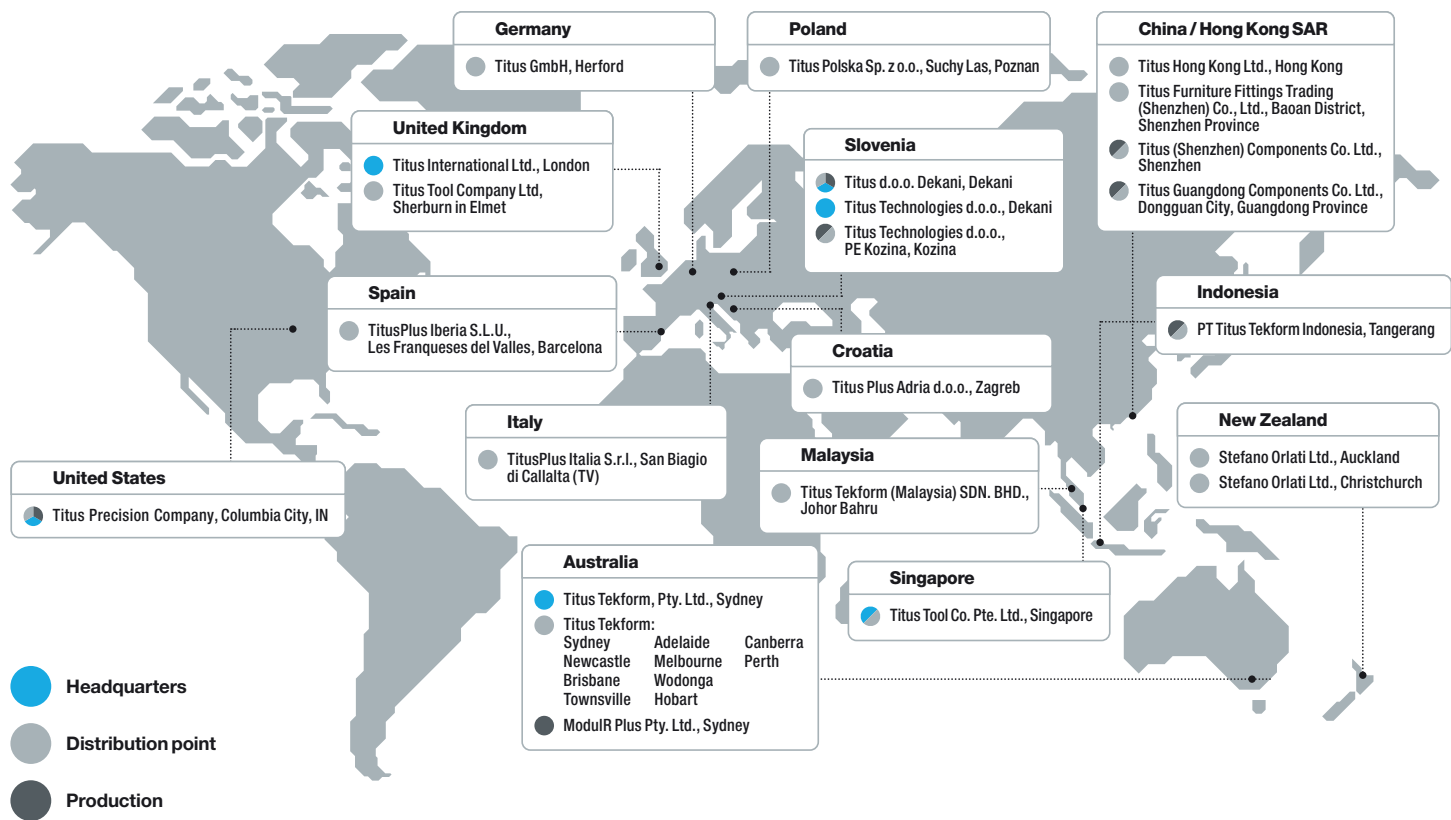 Germany
Titus GmbH, Herford
Poland
Titus Polska Sp. z o.o., Suchy Las, Poznan
China / Hong Kong SAR
Titus Hong Kong Ltd., Hong Kong
Titus Furniture Fittings Trading
(Shenzhen) Co., Ltd., Baoan District,
Shenzhen Province
Titus (Shenzhen) Components Co. Ltd.,
Shenzhen
Titus Guangdong Components Co. Ltd.,
Dongguan City, Guangdong Province
United Kingdom
Titus International Ltd., London
Titus Tool Company Ltd,
Sherburn in Elmet
Slovenia
Titus d.o.o. Dekani, Dekani
Titus Technologies d.o.o., Dekani
Titus Technologies d.o.o.,
PE Kozina, Kozina
Spain
TitusPlus Iberia S.L.U.,
Les Franqueses del Valles, Barcelona
Indonesia
PT Titus Tekform Indonesia, Tangerang
Croatia
Titus Plus Adria d.o.o., Zagreb
Italy
TitusPlus Italia S.r.l., San Biagio
di Callalta (TV)
New Zealand
Stefano Orlati Ltd., Auckland
Stefano Orlati Ltd., Christchurch
Malaysia
Titus Tekform (Malaysia) SDN. BHD.,
Johor Bahru
United States
Titus Precision Company, Columbia City, IN
Australia
Titus Tekform, Pty. Ltd., Sydney
Titus Tekform:
Sydney Adelaide Canberra
Newcastle Melbourne Perth
Brisbane Wodonga
Townsville Hobart
ModulR Plus Pty. Ltd., Sydney
Singapore
Titus Tool Co. Pte. Ltd., Singapore
Headquarters
Distribution point
Production